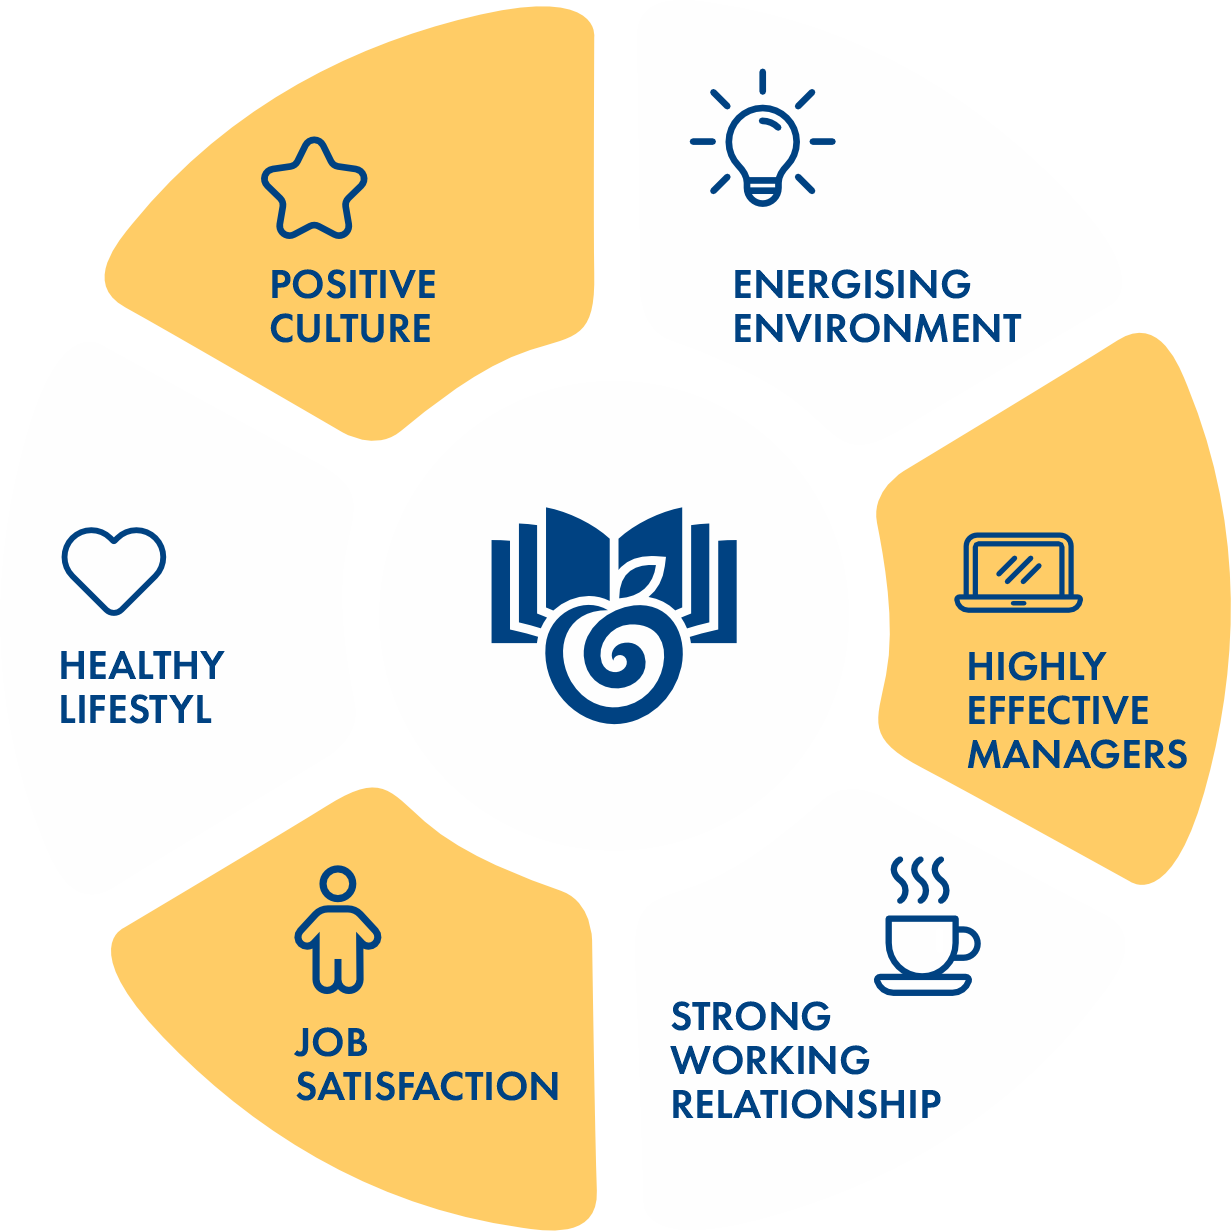 POSITIVE
CULTURE
ENERGISING
ENVIRONMENT
HEALTHY
LIFESTYL
HIGHLY
EFFECTIVE
MANAGERS
JOB
SATISFACTION
STRONG
WORKING
RELATIONSHIP